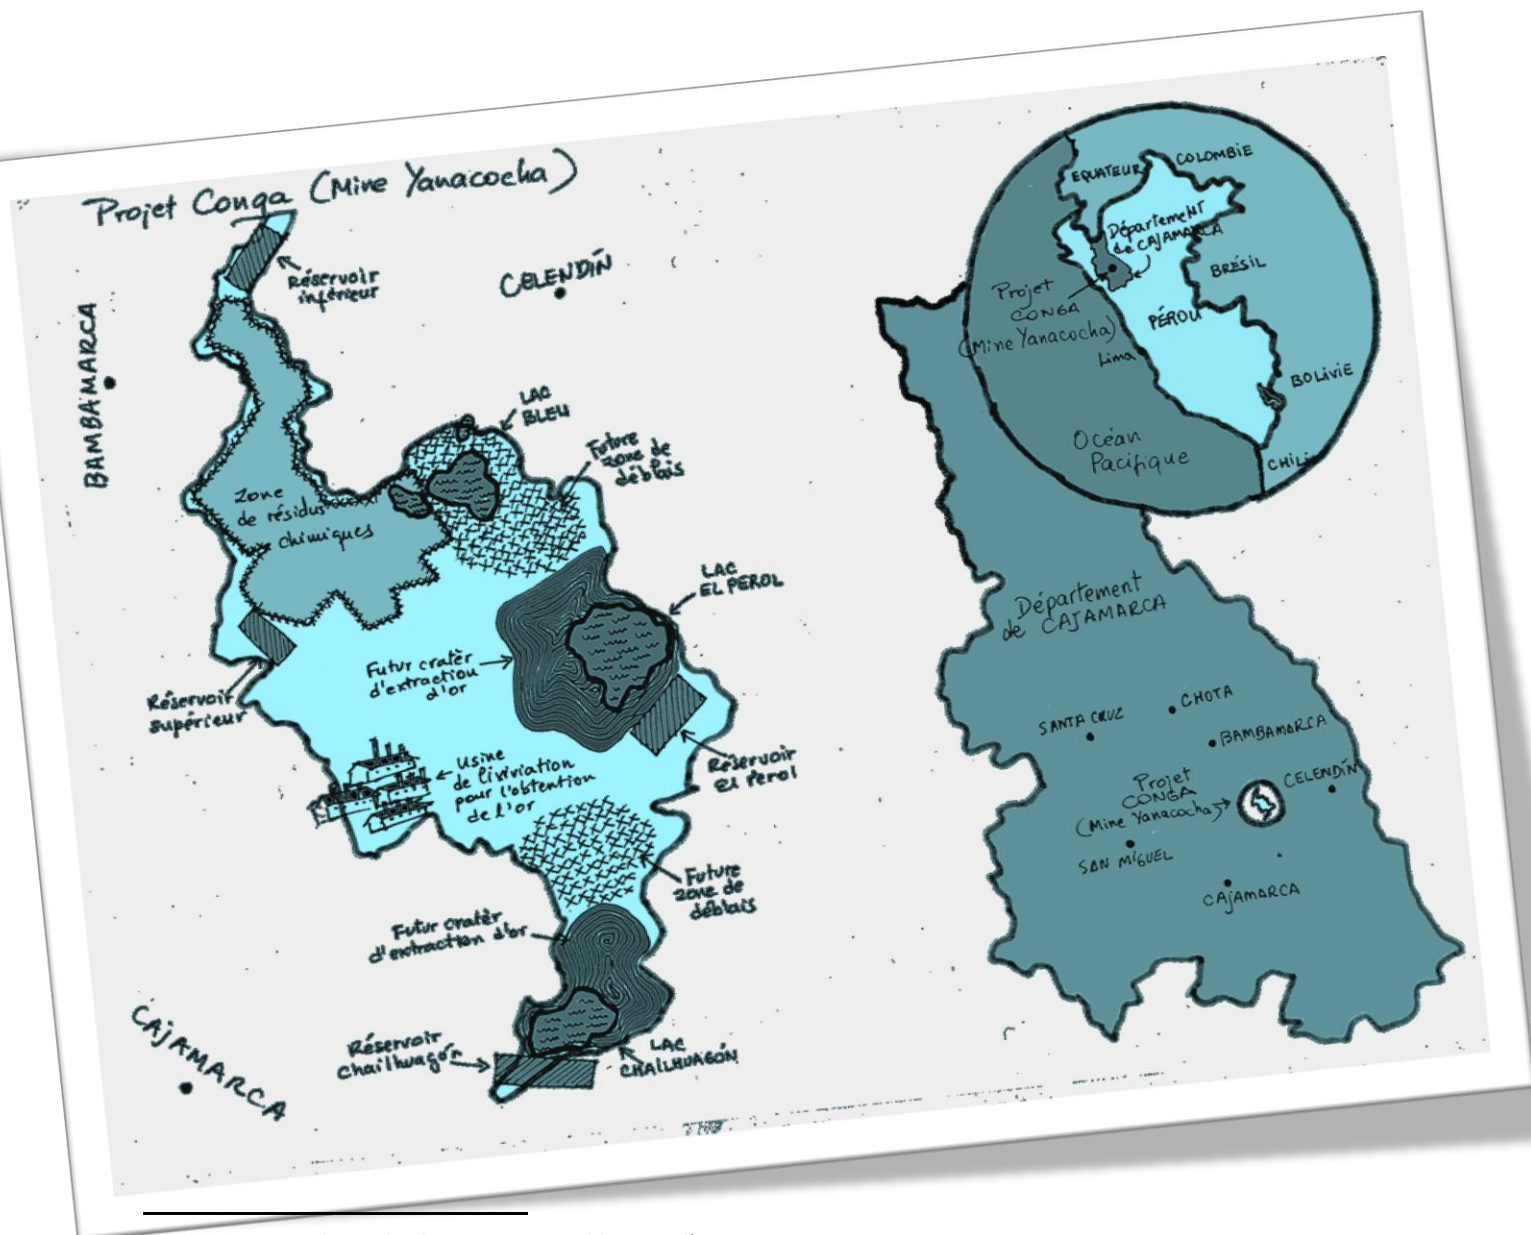 Projet Conga (Mine Yanacocha)
Réservoir
inférieur
CELENDÍN
BAMBAMARCA
LAC
BLEU
Future
zone de
déblais
Zone
de résidus
chimiques
LAC
EL PEROL
Futur cratèr
d'extraction
d'or
Réservoir
supérieur
Réservoir
El Perol
Usine
de lixiviation
pour l'obtention
de l'or
Future
zone de
déblais
Futur cratèr
d'extraction d'or
Réservoir
Chailhuagón
LAC
CHAILHUAGÓN
CAJAMARCA
EQUATEUR
COLOMBIE
Département
de CAJAMARCA
BRÉSIL
Projet
CONGA
(Mine Yanacocha)
PÉROU
Lima
BOLIVIE
Océan
Pacifique
CHILI
Département
de CAJAMARCA
CHOTA
SANTA CRUZ
BAMBAMARCA
Projet
CONGA
(Mine Yanacocha)
CELENDÍN
SAN MIGUEL
CAJAMARCA